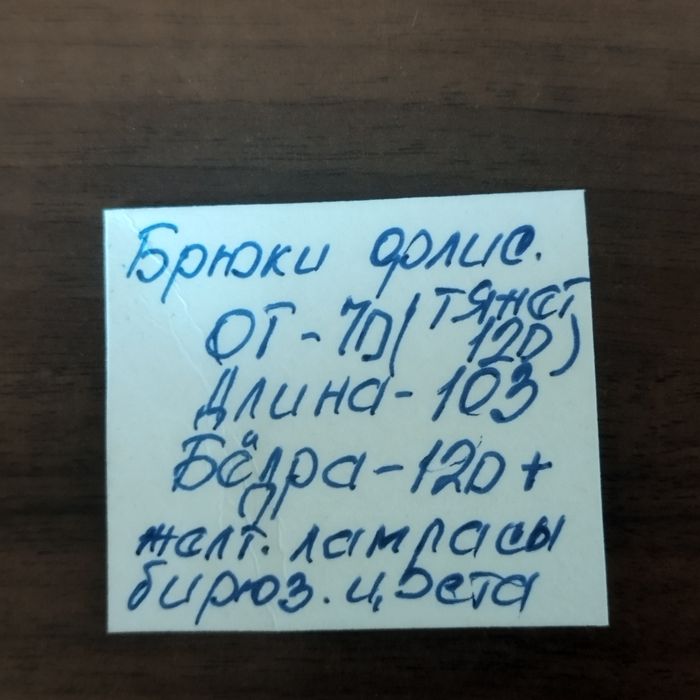 Брюки флис.
ОТ-70(тянет 120)
Длина-103
Бёдра-120+
желт. лампасы
бирюз. цвета